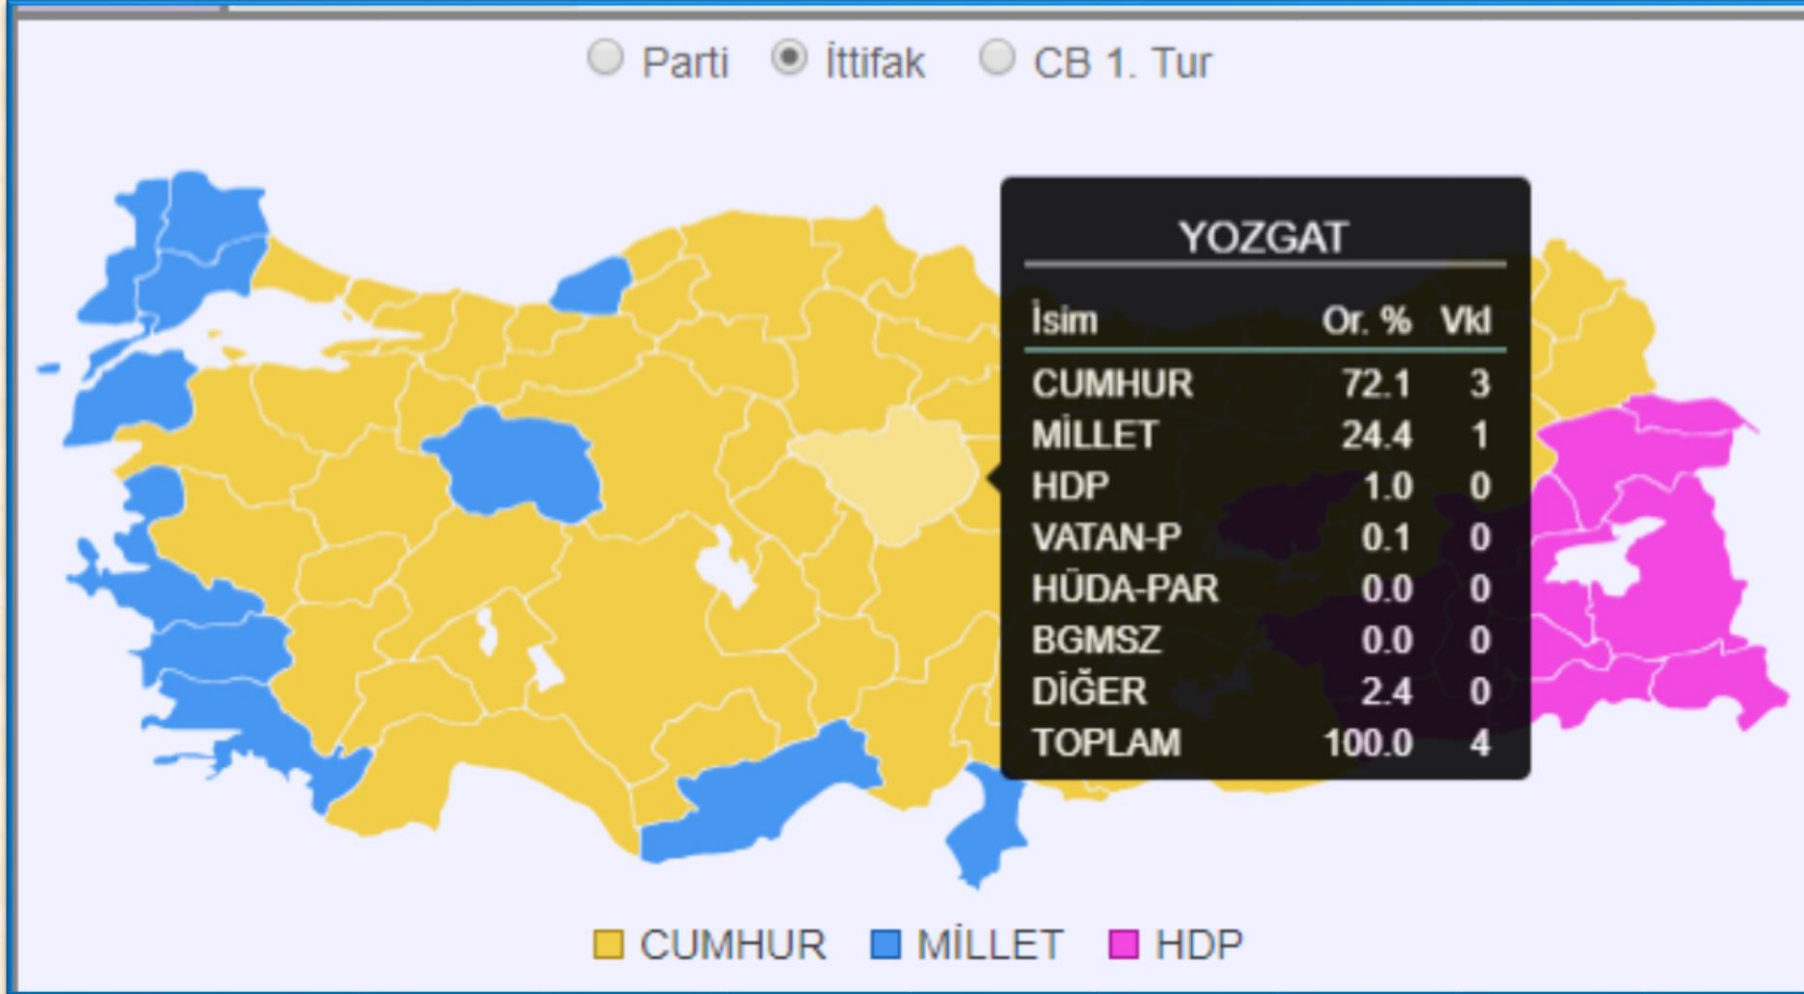 Parti İttifak CB 1. Tur
YOZGAT
İsim Or. % Vkl
CUMHUR 72.1 3
MİLLET 24.4 1
HDP 1.0 0
VATAN-P 0.1 0
HÜDA-PAR 0.0 0
BGMSZ 0.0 0
DİĞER 2.4 0
TOPLAM 100.0 4
CUMHUR MİLLET HDP